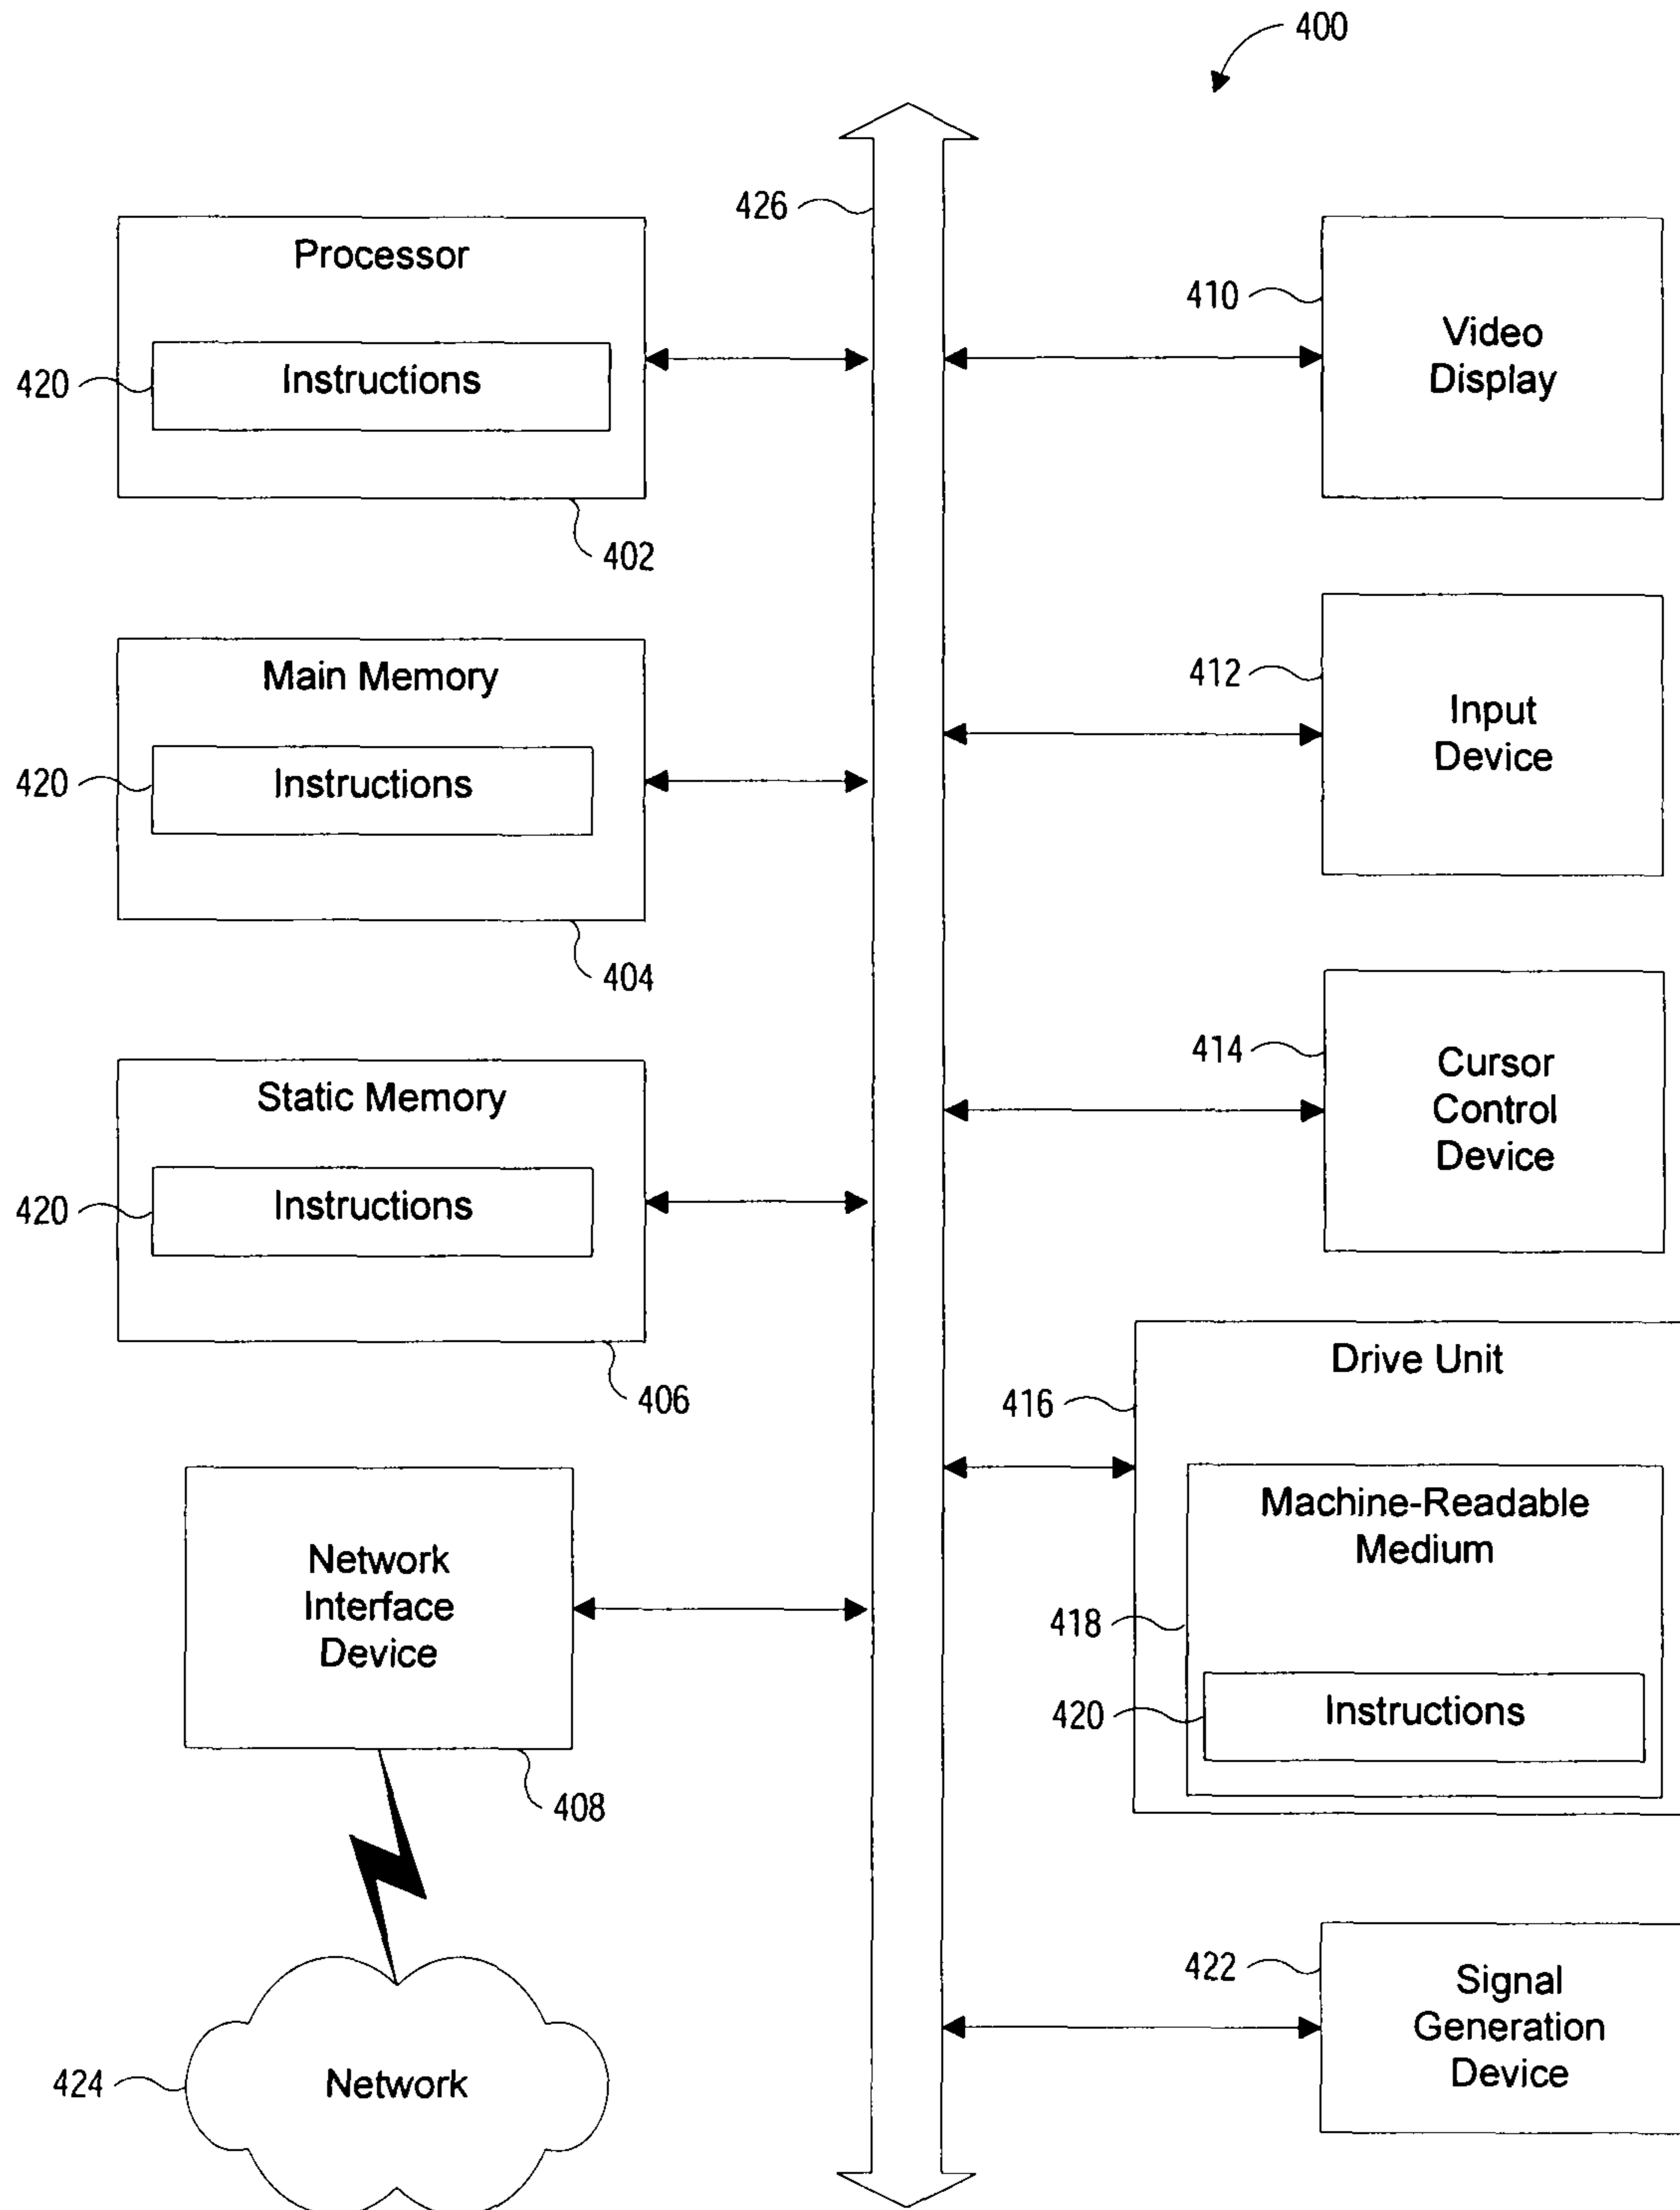 400
426
Processor
420
Instructions
402
410
Video
Display
Main Memory
420
Instructions
404
412
Input
Device
Static Memory
420
Instructions
406
414
Cursor
Control
Device
Drive Unit
416
Machine-Readable
Medium
418
420
Instructions
Network
Interface
Device
408
424
Network
422
Signal
Generation
Device